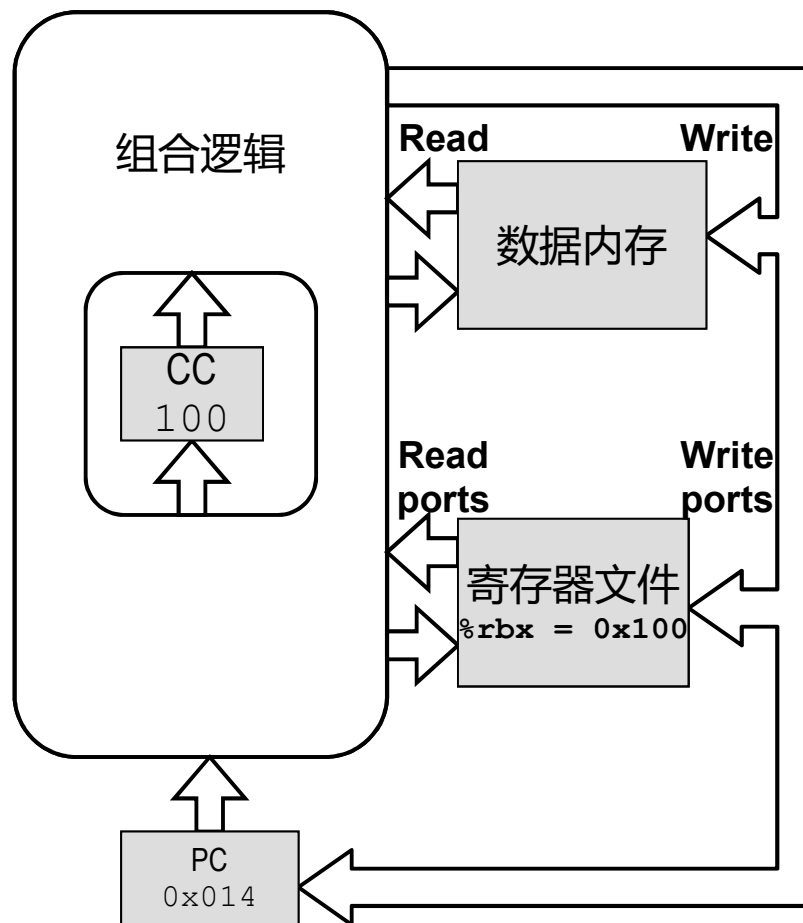 组合逻辑
Read
Write
数据内存
CC
100
Read
ports
Write
ports
寄存器文件
%rbx = 0x100
PC
0x014